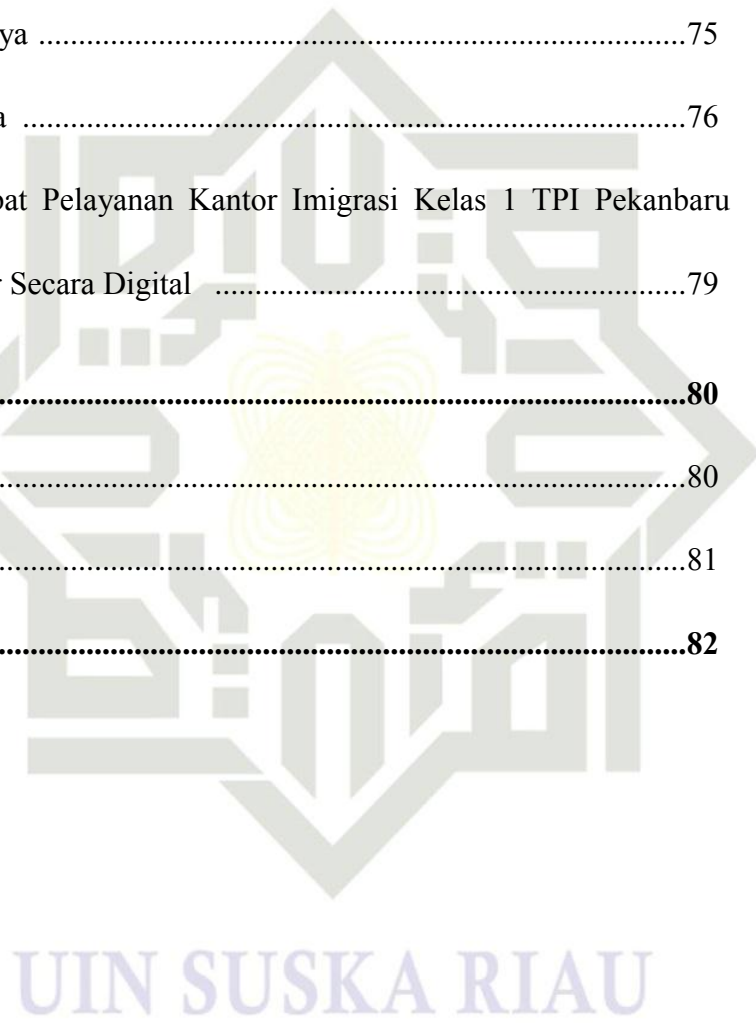 ya ........................................................................................75
a ..........................................................................................76
bat Pelayanan Kantor Imigrasi Kelas 1 TPI Pekanbaru
r Secara Digital ...............................................................79
..............................................................................................80
..............................................................................................80
..............................................................................................81
..............................................................................................82
UIN SUSKA RIAU